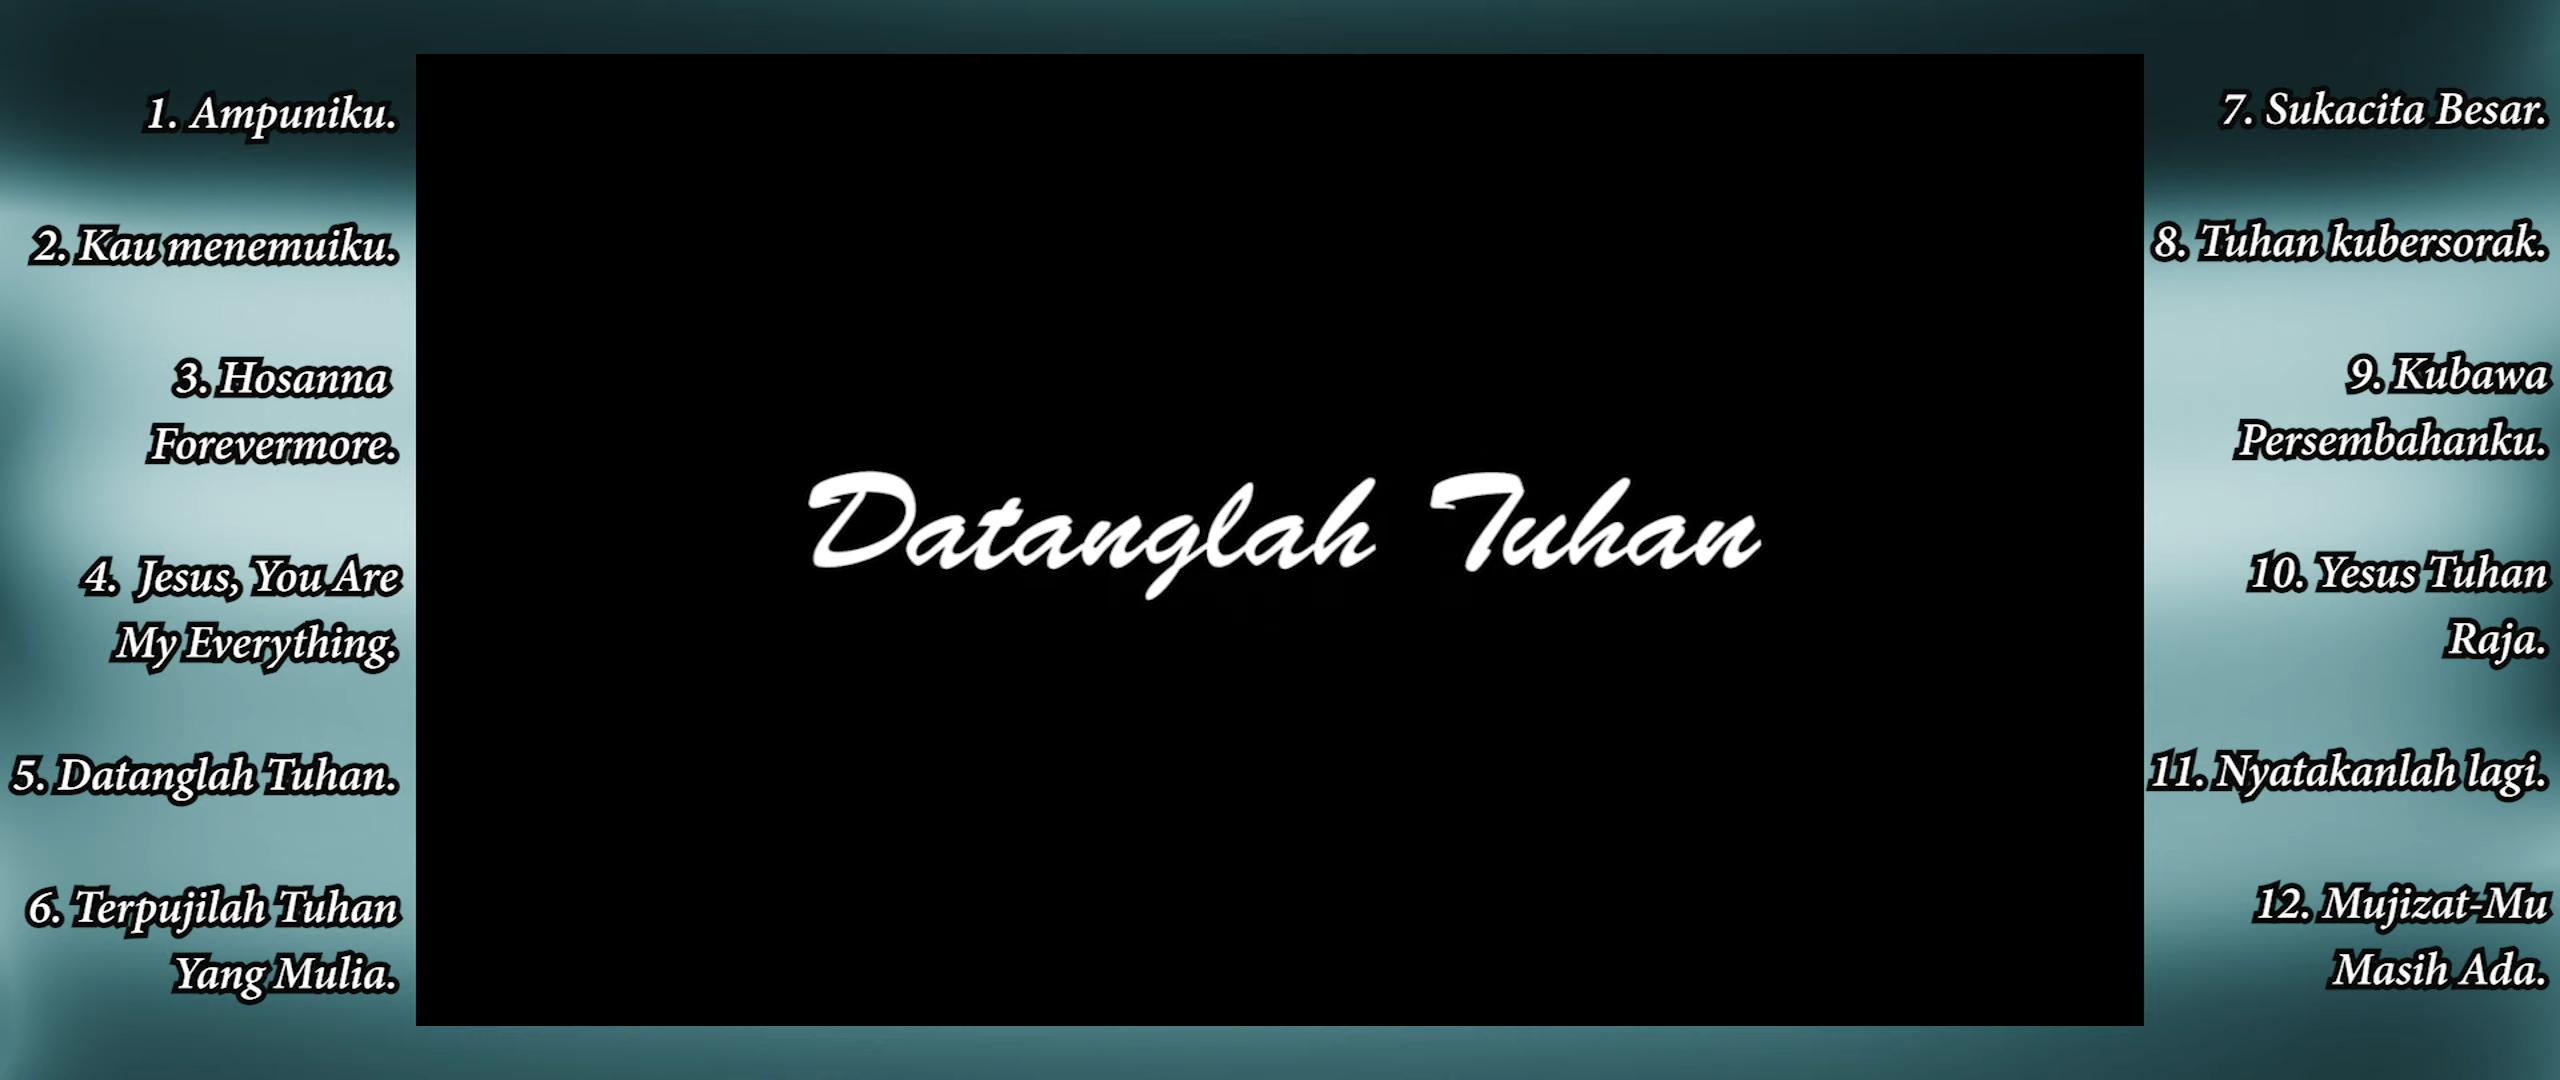 1. Ampuniku.
2. Kau menemuiku.
3. Hosanna
Forevermore.
4. Jesus, You Are
My Everything.
5. Datanglah Tuhan.
6. Terpujilah Tuhan
Yang Mulia.
Datanglah Tuhan
7. Sukacita Besar.
8. Tuhan kubersorak.
9. Kubawa
Persembahanku.
10. Yesus Tuhan
Raja.
11. Nyatakanlah lagi.
12. Mujizat-Mu
Masih Ada.